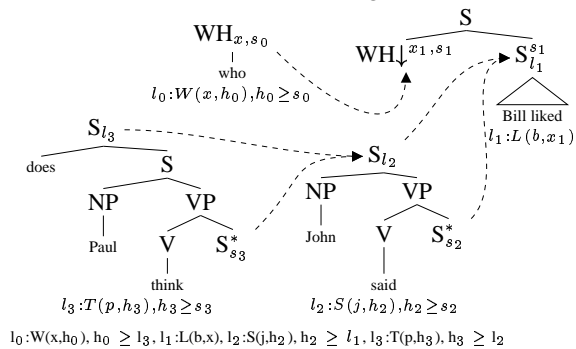 S
WH_{x,s_0} WH↓^{x_1,s_1} S_{l_1}^{s_1}
who
l_0:W(x,h_0),h_0≥s_0
Bill liked
l_1:L(b,x_1)
S_{l_3} S_{l_2}
does S
NP VP NP VP
Paul V S^*_{s_3} John V S^*_{s_2}
think said
l_3:T(p,h_3),h_3≥s_3 l_2:S(j,h_2),h_2≥s_2
l_0:W(x,h_0), h_0 ≥ l_3, l_1:L(b,x), l_2:S(j,h_2), h_2 ≥ l_1, l_3:T(p,h_3), h_3 ≥ l_2